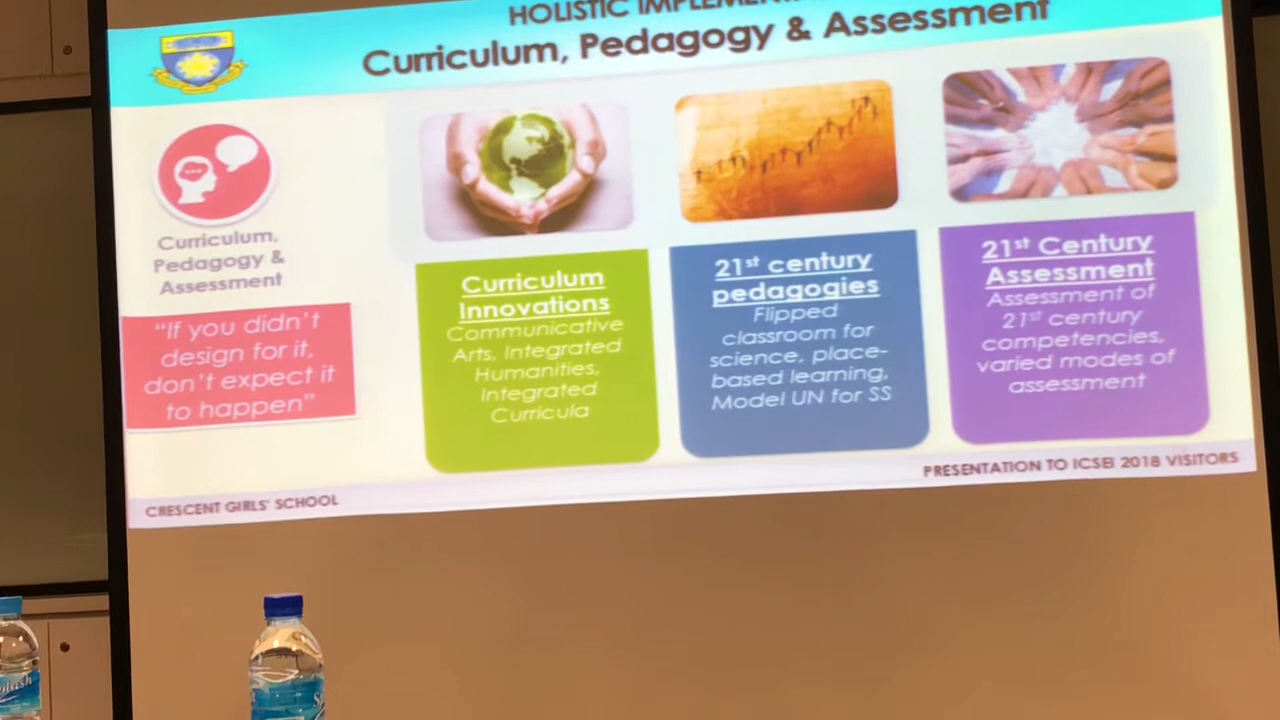 HOLISTIC
Curriculum, Pedagogy & Assessment
Curriculum,
Pedagogy &
Assessment
“If you didn’t
design for it,
don’t expect it
to happen”
Curriculum
Innovations
Communicative
Arts, Integrated
Humanities,
Integrated
Curricula
21st century
pedagogies
Flipped
classroom for
science, place-
based learning,
Model UN for SS
21st Century
Assessment
Assessment of
21st century
competencies,
varied modes of
assessment
CRESCENT GIRLS’ SCHOOL
PRESENTATION TO ICSEI 2018 VISITORS